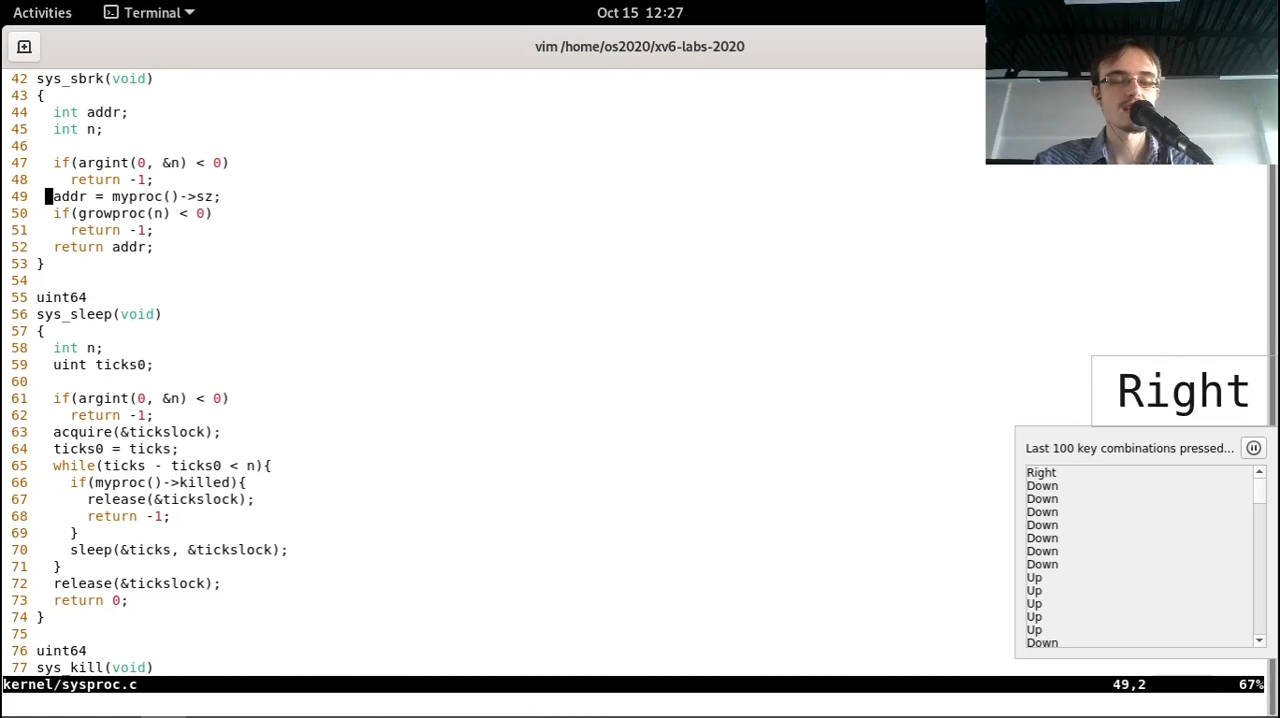 Activities Terminal Oct 15 12:27
vim /home/os2020/xv6-labs-2020
42 sys_sbrk(void)
43 {
44 int addr;
45 int n;
46
47 if(argint(0, &n) < 0)
48 return -1;
49 addr = myproc()->sz;
50 if(growproc(n) < 0)
51 return -1;
52 return addr;
53 }
54
55 uint64
56 sys_sleep(void)
57 {
58 int n;
59 uint ticks0;
60
61 if(argint(0, &n) < 0)
62 return -1;
63 acquire(&tickslock);
64 ticks0 = ticks;
65 while(ticks - ticks0 < n){
66 if(myproc()->killed){
67 release(&tickslock);
68 return -1;
69 }
70 sleep(&ticks, &tickslock);
71 }
72 release(&tickslock);
73 return 0;
74 }
75
76 uint64
77 sys_kill(void)
kernel/sysproc.c 49,2 67%
Right
Last 100 key combinations pressed...
Right
Down
Down
Down
Down
Down
Down
Down
Up
Up
Up
Up
Up
Down